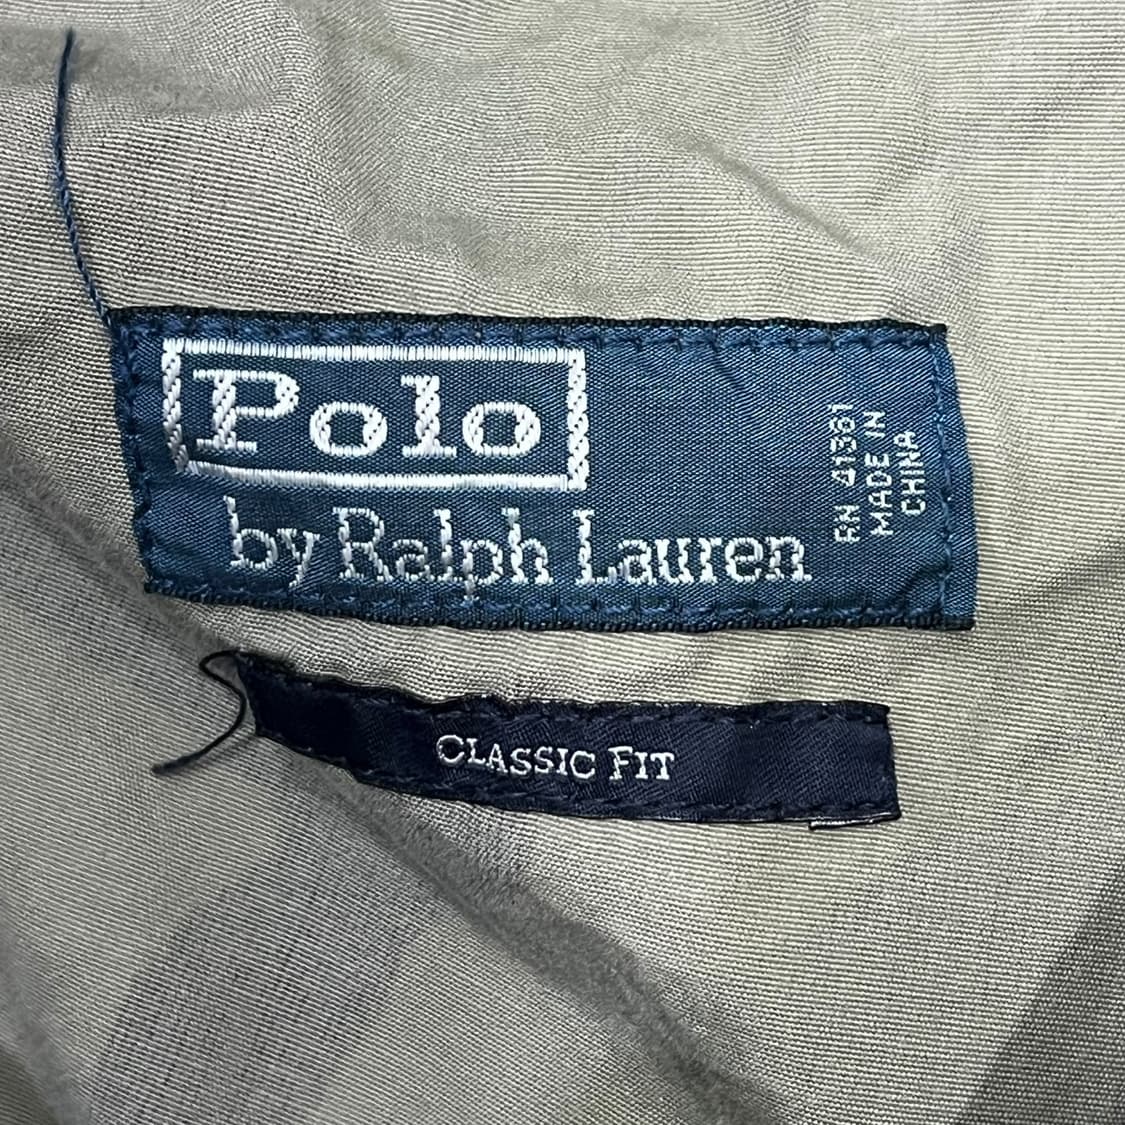 Polo
by Ralph Lauren
RN 41381
MADE IN
CHINA
CLASSIC FIT